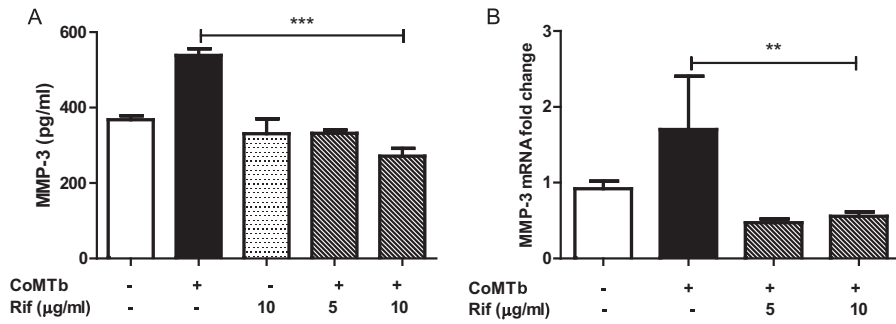 A
MMP-3 (pg/ml)
600
400
200
0
***
CoMTb - + - + +
Rif (μg/ml) - - 10 5 10
B
MMP-3 mRNA fold change
3
2
1
0
**
CoMTb - + + +
Rif (μg/ml) - - 5 10